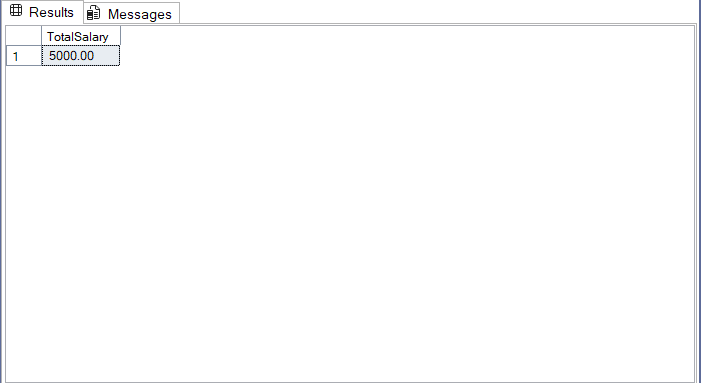 Results Messages
TotalSalary
1 5000.00